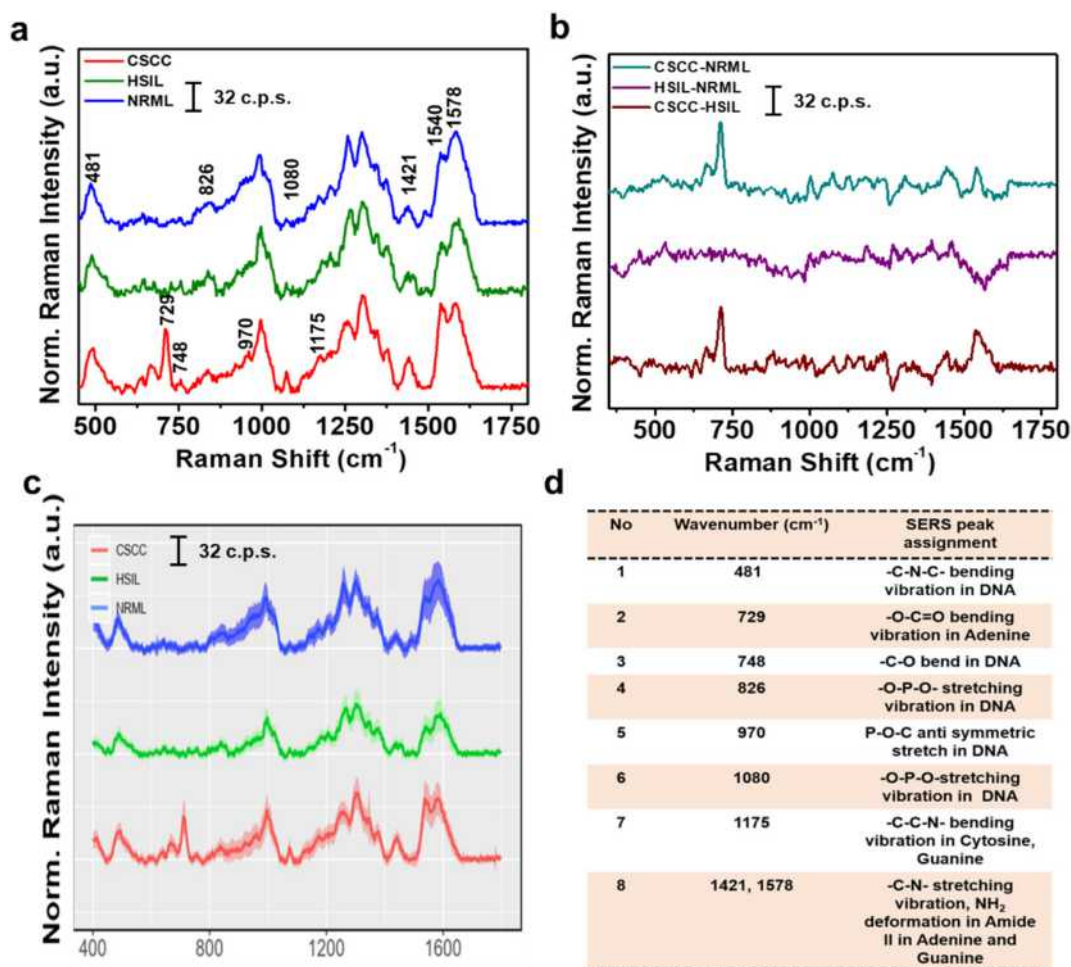 a
Norm. Raman Intensity (a.u.)
CSCC
HSIL
NRML
32 c.p.s.
481
826
1080
1421
1540
1578
729
748
970
1175
500 750 1000 1250 1500 1750
Raman Shift (cm-1)
b
Norm. Raman Intensity (a.u.)
CSCC-NRML
HSIL-NRML
CSCC-HSIL
32 c.p.s.
500 750 1000 1250 1500 1750
Raman Shift (cm-1)
c
Norm. Raman Intensity (a.u.)
CSCC
HSIL
NRML
32 c.p.s.
400 800 1200 1600
d
No Wavenumber (cm-1) SERS peak
assignment
1 481 -C-N-C- bending
vibration in DNA
2 729 -O-C=O bending
vibration in Adenine
3 748 -C-O bend in DNA
4 826 -O-P-O- stretching
vibration in DNA
5 970 P-O-C anti symmetric
stretch in DNA
6 1080 -O-P-O-stretching
vibration in DNA
7 1175 -C-C-N- bending
vibration in Cytosine,
Guanine
8 1421, 1578 -C-N- stretching
vibration, NH2
deformation in Amide
II in Adenine and
Guanine